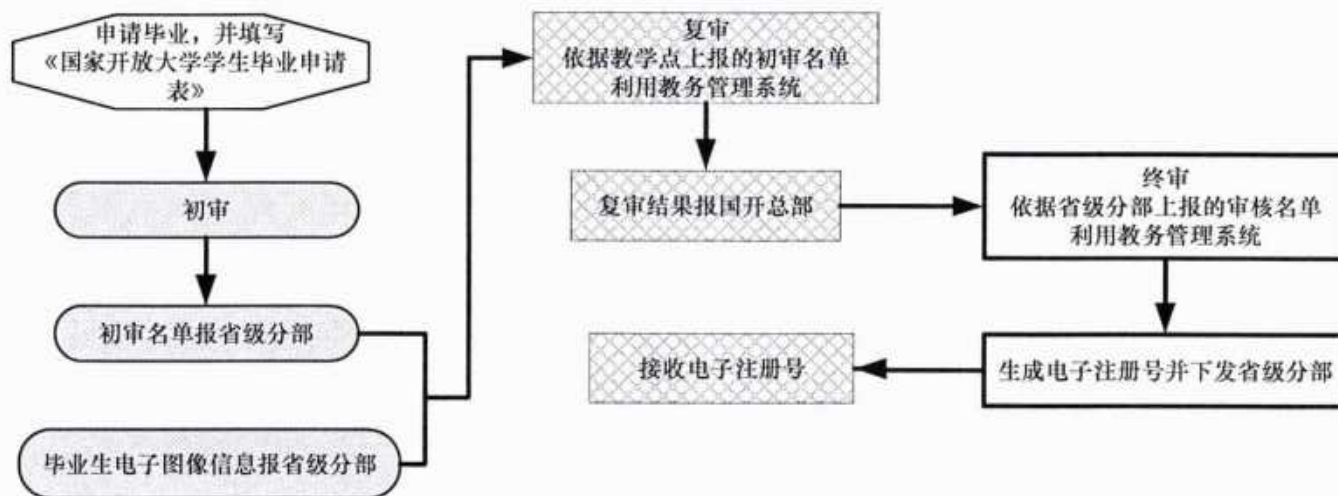 申请毕业，并填写
《国家开放大学学生毕业申请
表》
初审
初审名单报省级分部
毕业生电子图像信息报省级分部
复审
依据教学点上报的初审名单
利用教务管理系统
复审结果报国开总部
终审
依据省级分部上报的审核名单
利用教务管理系统
生成电子注册号并下发省级分部
接收电子注册号